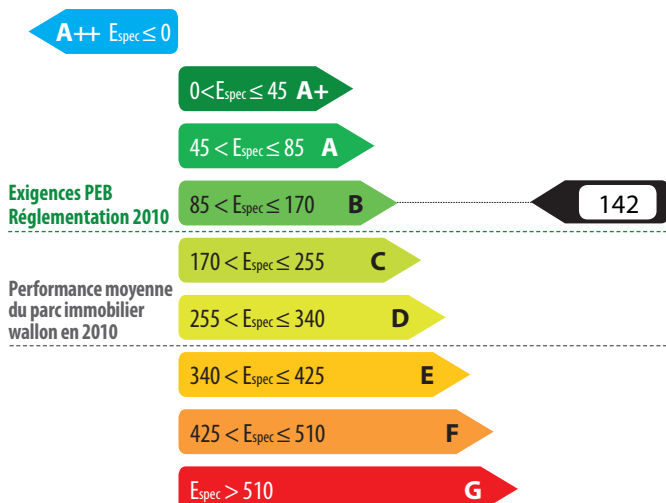 A++ Espec ≤ 0
0<Espec ≤ 45 A+
45 < Espec ≤ 85 A
Exigences PEB
Réglementation 2010
85 < Espec ≤ 170 B
142
170 < Espec ≤ 255 C
Performance moyenne
du parc immobilier
wallon en 2010
255 < Espec ≤ 340 D
340 < Espec ≤ 425 E
425 < Espec ≤ 510 F
Espec > 510 G